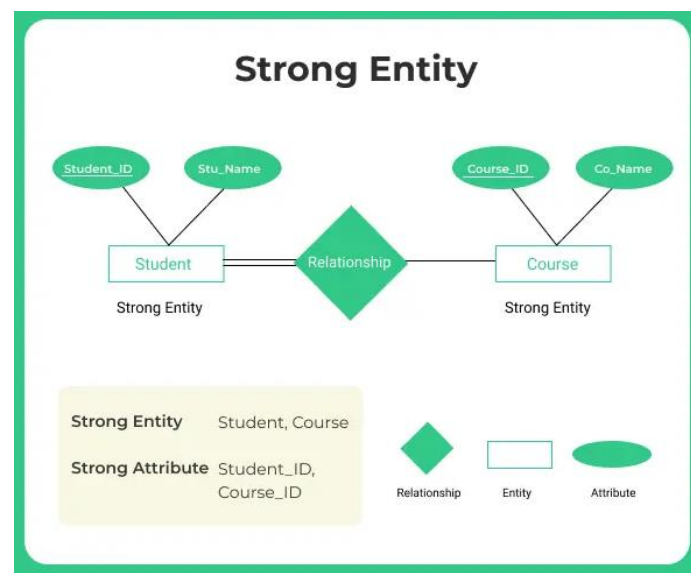 Strong Entity
Student_ID
Stu_Name
Course_ID
Co_Name
Student
Relationship
Course
Strong Entity
Strong Entity
Strong Entity
Student, Course
Strong Attribute
Student_ID,
Course_ID
Relationship
Entity
Attribute